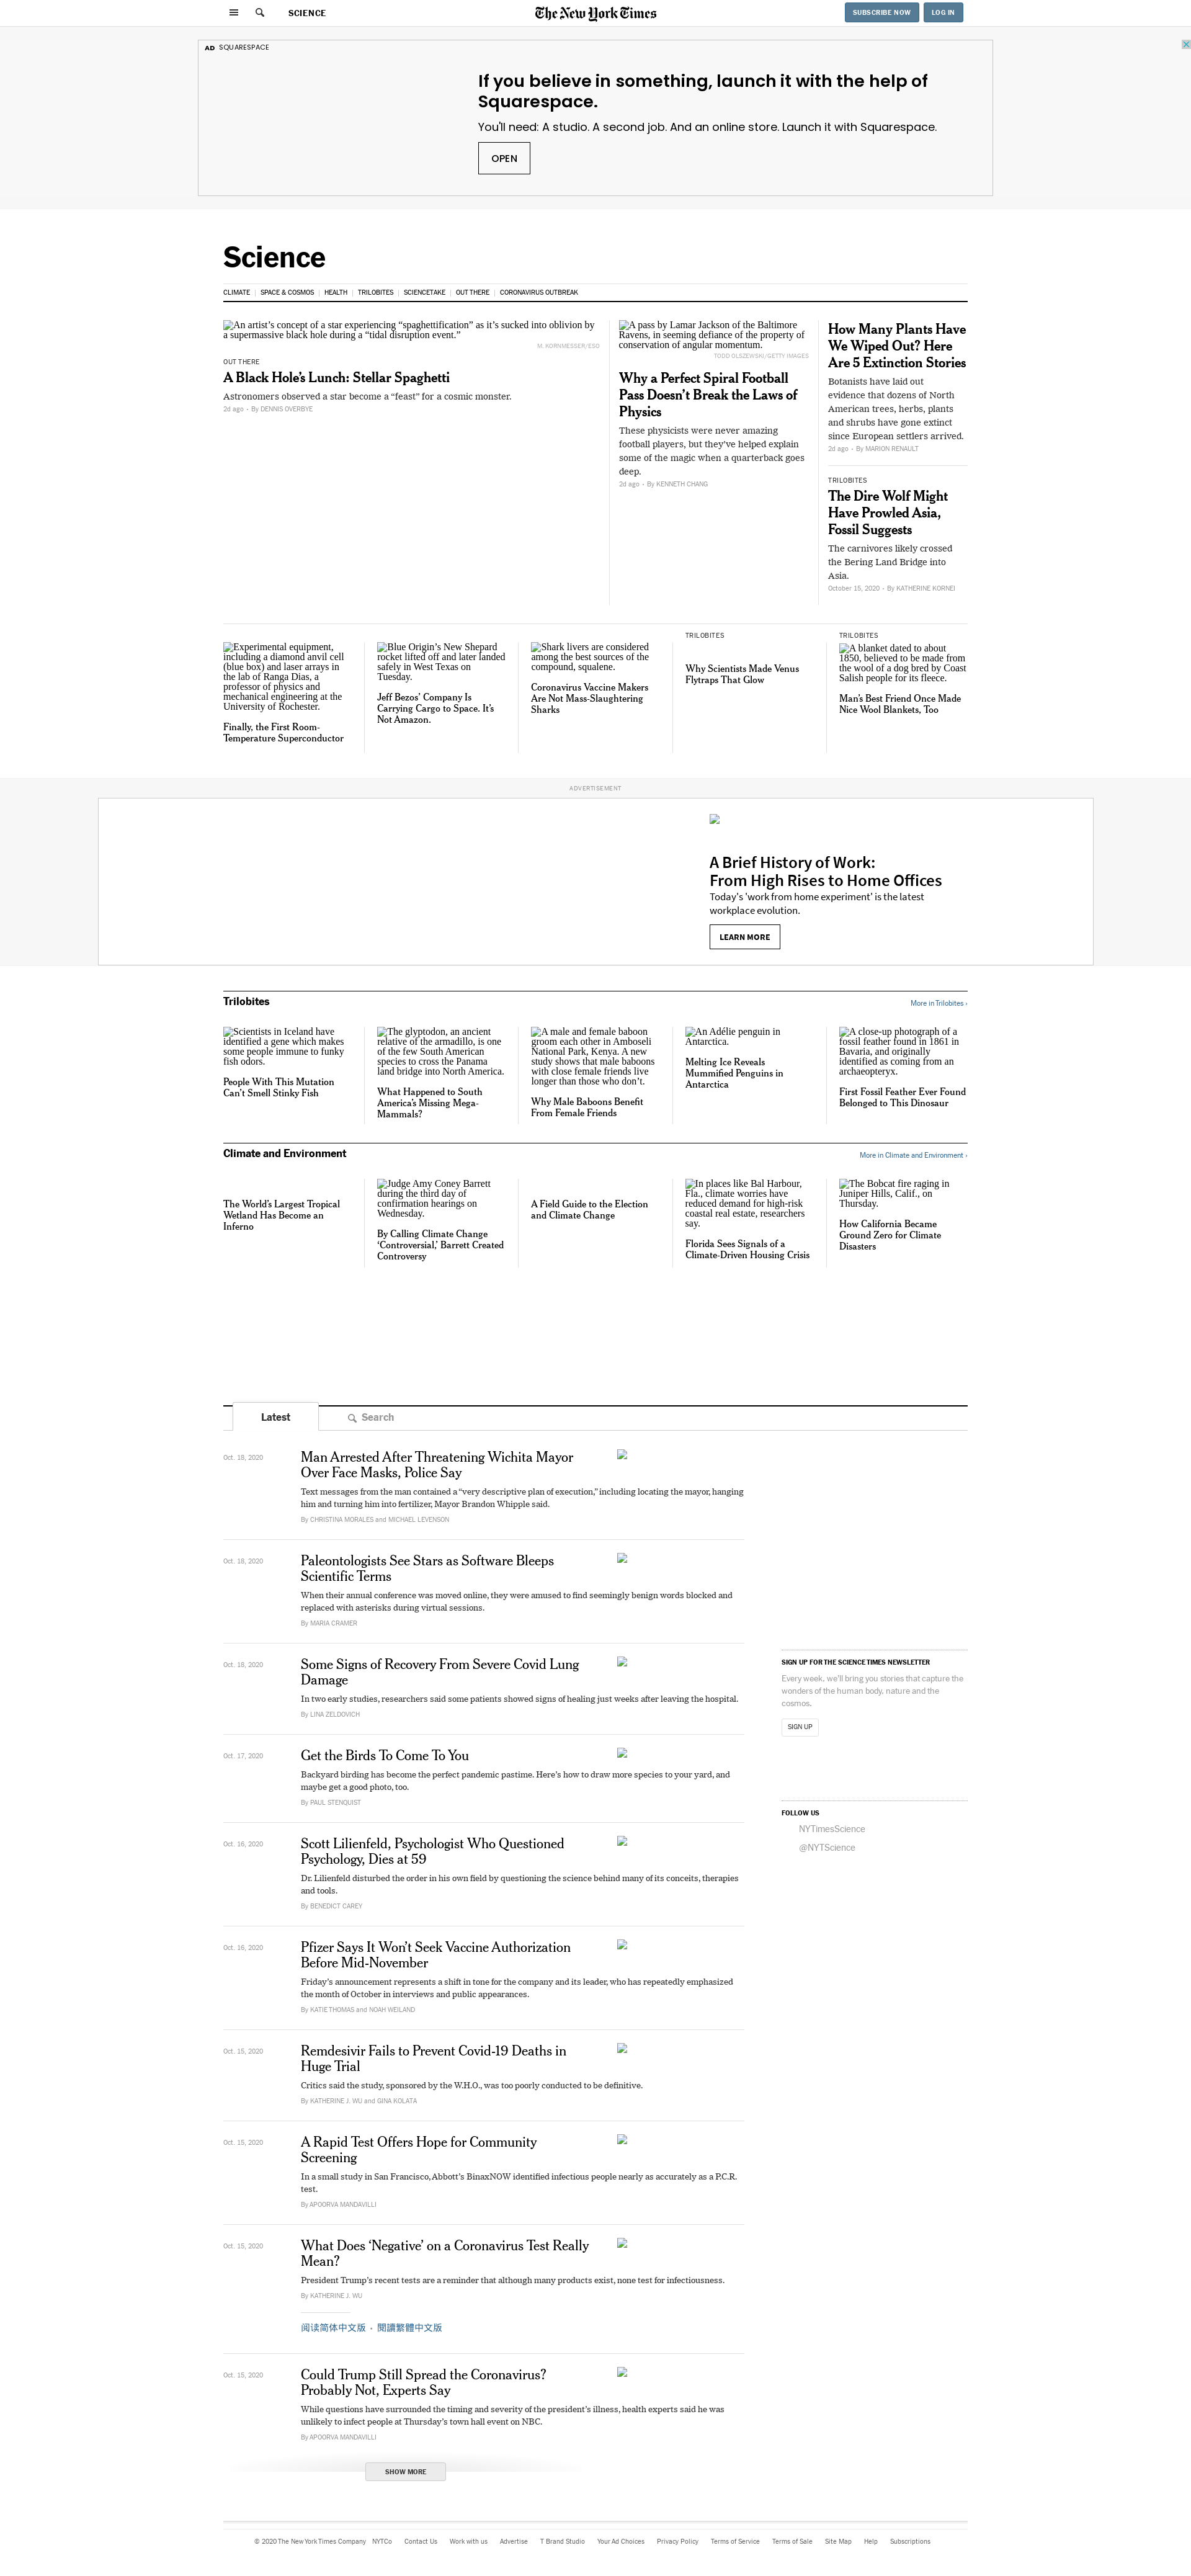 SCIENCE
The New York Times
SUBSCRIBE NOW
LOG IN
AD SQUARESPACE
If you believe in something, launch it with the help of
Squarespace.
You'll need: A studio. A second job. And an online store. Launch it with Squarespace.
OPEN
Science
CLIMATE | SPACE & COSMOS | HEALTH | TRILOBITES | SCIENCETAKE | OUT THERE | CORONAVIRUS OUTBREAK
An artist’s concept of a star experiencing “spaghettification” as it’s sucked into oblivion by
a supermassive black hole during a “tidal disruption event.”
M. KORNMESSER/ESO
OUT THERE
A Black Hole’s Lunch: Stellar Spaghetti
Astronomers observed a star become a “feast” for a cosmic monster.
2d ago · By DENNIS OVERBYE
A pass by Lamar Jackson of the Baltimore
Ravens, in seeming defiance of the property of
conservation of angular momentum.
TODD OLSZEWSKI/GETTY IMAGES
Why a Perfect Spiral Football
Pass Doesn’t Break the Laws of
Physics
These physicists were never amazing
football players, but they’ve helped explain
some of the magic when a quarterback goes
deep.
2d ago · By KENNETH CHANG
How Many Plants Have
We Wiped Out? Here
Are 5 Extinction Stories
Botanists have laid out
evidence that dozens of North
American trees, herbs, plants
and shrubs have gone extinct
since European settlers arrived.
2d ago · By MARION RENAULT
TRILOBITES
The Dire Wolf Might
Have Prowled Asia,
Fossil Suggests
The carnivores likely crossed
the Bering Land Bridge into
Asia.
October 15, 2020 · By KATHERINE KORNEI
Experimental equipment,
including a diamond anvil cell
(blue box) and laser arrays in
the lab of Ranga Dias, a
professor of physics and
mechanical engineering at the
University of Rochester.
Finally, the First Room-
Temperature Superconductor
Blue Origin’s New Shepard
rocket lifted off and later landed
safely in West Texas on
Tuesday.
Jeff Bezos’ Company Is
Carrying Cargo to Space. It’s
Not Amazon.
Shark livers are considered
among the best sources of the
compound, squalene.
Coronavirus Vaccine Makers
Are Not Mass-Slaughtering
Sharks
TRILOBITES
Why Scientists Made Venus
Flytraps That Glow
TRILOBITES
A blanket dated to about
1850, believed to be made from
the wool of a dog bred by Coast
Salish people for its fleece.
Man’s Best Friend Once Made
Nice Wool Blankets, Too
ADVERTISEMENT
A Brief History of Work:
From High Rises to Home Offices
Today's 'work from home experiment' is the latest
workplace evolution.
LEARN MORE
Trilobites
More in Trilobites ›
Scientists in Iceland have
identified a gene which makes
some people immune to funky
fish odors.
People With This Mutation
Can’t Smell Stinky Fish
The glyptodon, an ancient
relative of the armadillo, is one
of the few South American
species to cross the Panama
land bridge into North America.
What Happened to South
America’s Missing Mega-
Mammals?
A male and female baboon
groom each other in Amboseli
National Park, Kenya. A new
study shows that male baboons
with close female friends live
longer than those who don’t.
Why Male Baboons Benefit
From Female Friends
An Adélie penguin in
Antarctica.
Melting Ice Reveals
Mummified Penguins in
Antarctica
A close-up photograph of a
fossil feather found in 1861 in
Bavaria, and originally
identified as coming from an
archaeopteryx.
First Fossil Feather Ever Found
Belonged to This Dinosaur
Climate and Environment
More in Climate and Environment ›
The World’s Largest Tropical
Wetland Has Become an
Inferno
Judge Amy Coney Barrett
during the third day of
confirmation hearings on
Wednesday.
By Calling Climate Change
‘Controversial,’ Barrett Created
Controversy
A Field Guide to the Election
and Climate Change
In places like Bal Harbour,
Fla., climate worries have
reduced demand for high-risk
coastal real estate, researchers
say.
Florida Sees Signals of a
Climate-Driven Housing Crisis
The Bobcat fire raging in
Juniper Hills, Calif., on
Thursday.
How California Became
Ground Zero for Climate
Disasters
Latest
Search
Oct. 18, 2020
Man Arrested After Threatening Wichita Mayor
Over Face Masks, Police Say
Text messages from the man contained a “very descriptive plan of execution,” including locating the mayor, hanging
him and turning him into fertilizer, Mayor Brandon Whipple said.
By CHRISTINA MORALES and MICHAEL LEVENSON
Oct. 18, 2020
Paleontologists See Stars as Software Bleeps
Scientific Terms
When their annual conference was moved online, they were amused to find seemingly benign words blocked and
replaced with asterisks during virtual sessions.
By MARIA CRAMER
Oct. 18, 2020
Some Signs of Recovery From Severe Covid Lung
Damage
In two early studies, researchers said some patients showed signs of healing just weeks after leaving the hospital.
By LINA ZELDOVICH
Oct. 17, 2020
Get the Birds To Come To You
Backyard birding has become the perfect pandemic pastime. Here’s how to draw more species to your yard, and
maybe get a good photo, too.
By PAUL STENQUIST
Oct. 16, 2020
Scott Lilienfeld, Psychologist Who Questioned
Psychology, Dies at 59
Dr. Lilienfeld disturbed the order in his own field by questioning the science behind many of its conceits, therapies
and tools.
By BENEDICT CAREY
Oct. 16, 2020
Pfizer Says It Won’t Seek Vaccine Authorization
Before Mid-November
Friday’s announcement represents a shift in tone for the company and its leader, who has repeatedly emphasized
the month of October in interviews and public appearances.
By KATIE THOMAS and NOAH WEILAND
Oct. 15, 2020
Remdesivir Fails to Prevent Covid-19 Deaths in
Huge Trial
Critics said the study, sponsored by the W.H.O., was too poorly conducted to be definitive.
By KATHERINE J. WU and GINA KOLATA
Oct. 15, 2020
A Rapid Test Offers Hope for Community
Screening
In a small study in San Francisco, Abbott’s BinaxNOW identified infectious people nearly as accurately as a P.C.R.
test.
By APOORVA MANDAVILLI
Oct. 15, 2020
What Does ‘Negative’ on a Coronavirus Test Really
Mean?
President Trump’s recent tests are a reminder that although many products exist, none test for infectiousness.
By KATHERINE J. WU
阅读简体中文版 · 閱讀繁體中文版
Oct. 15, 2020
Could Trump Still Spread the Coronavirus?
Probably Not, Experts Say
While questions have surrounded the timing and severity of the president’s illness, health experts said he was
unlikely to infect people at Thursday’s town hall event on NBC.
By APOORVA MANDAVILLI
SHOW MORE
SIGN UP FOR THE SCIENCE TIMES NEWSLETTER
Every week, we’ll bring you stories that capture the
wonders of the human body, nature and the
cosmos.
SIGN UP
FOLLOW US
NYTimesScience
@NYTScience
© 2020 The New York Times Company NYTCo Contact Us Work with us Advertise T Brand Studio Your Ad Choices Privacy Policy Terms of Service Terms of Sale Site Map Help Subscriptions